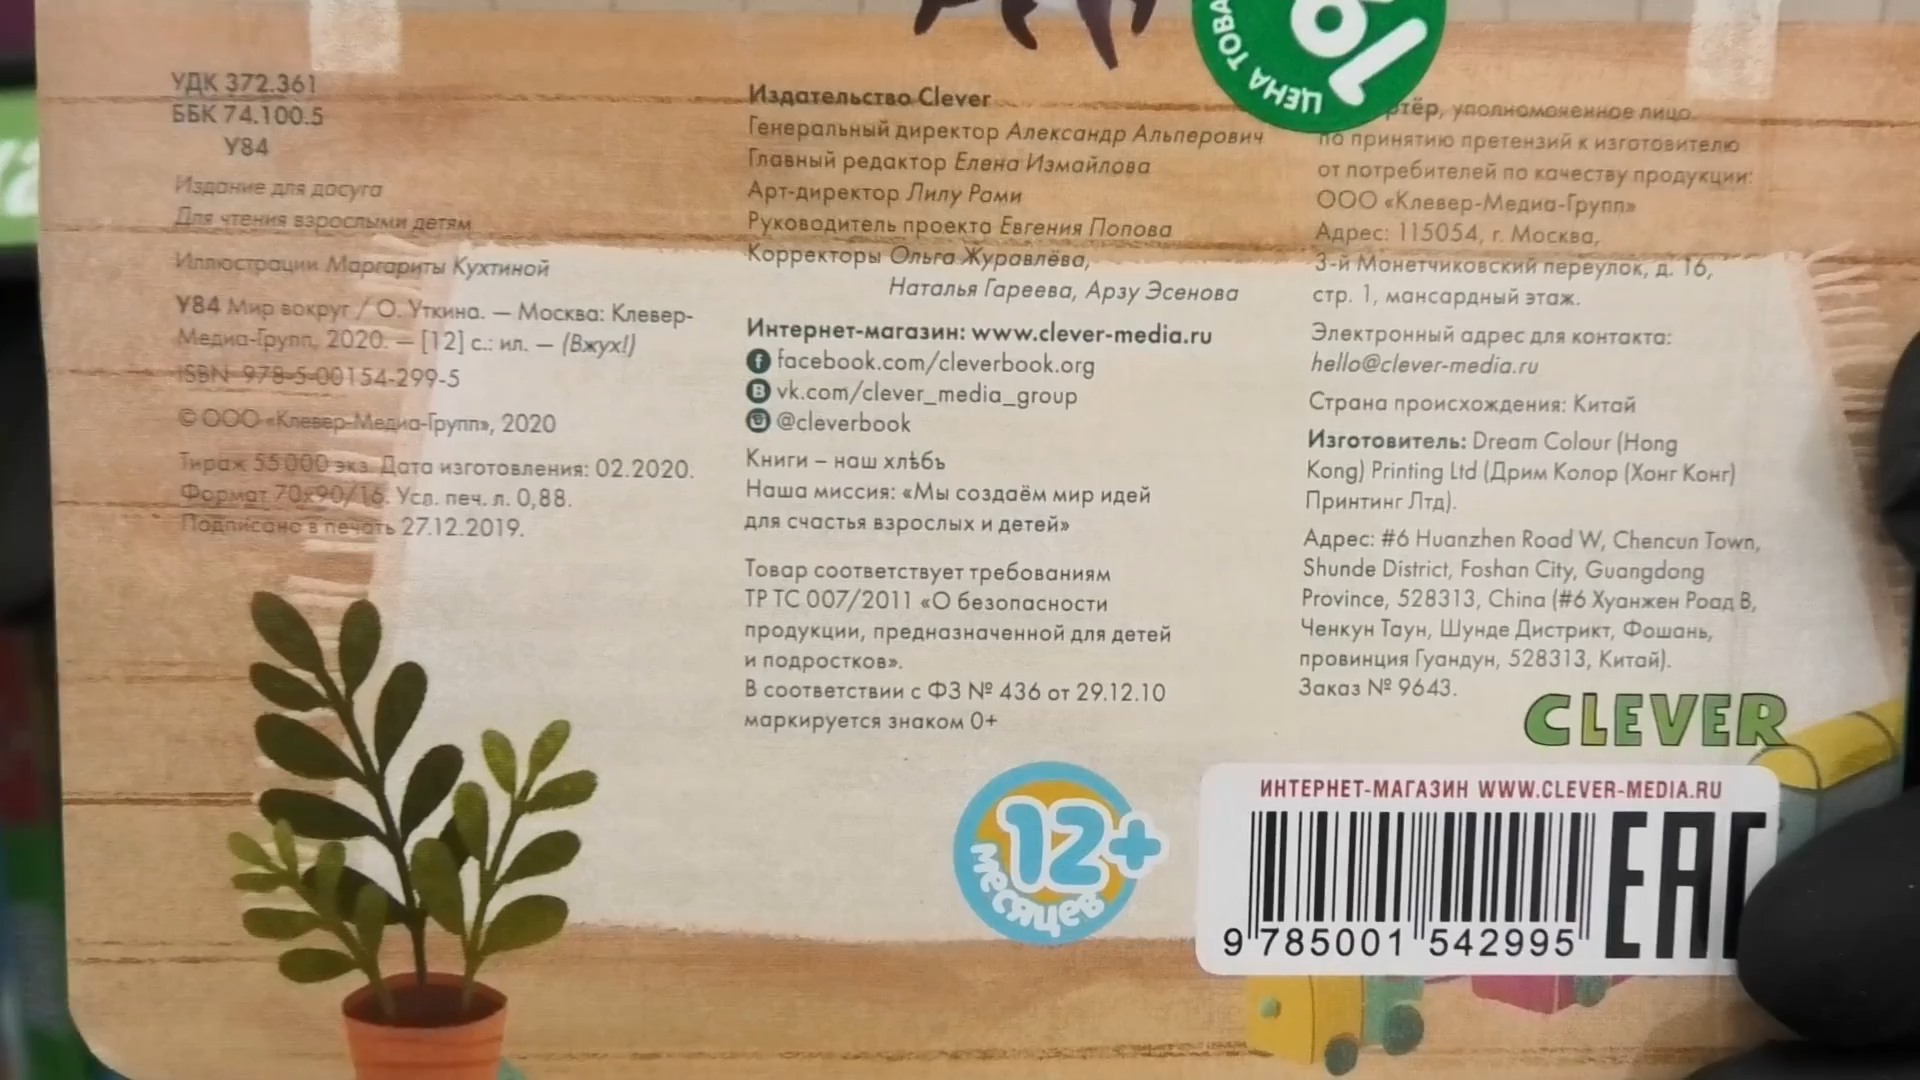 УДК 372.361
ББК 74.100.5
У84
Издание для досуга
Для чтения взрослыми детям
Иллюстрации Маргариты Кухтиной
У84 Мир вокруг / О. Уткина. — Москва: Клевер-
Медиа-Групп, 2020. — [12] с.: ил. — (Вжух!)
ISBN 978-5-00154-299-5
© ООО «Клевер-Медиа-Групп», 2020
Тираж 55 000 экз. Дата изготовления: 02.2020.
Формат 70х90/16. Усл. печ. л. 0,88.
Подписано в печать 27.12.2019.
Издательство Clever
Генеральный директор Александр Альперович
Главный редактор Елена Измайлова
Арт-директор Лилу Рами
Руководитель проекта Евгения Попова
Корректоры Ольга Журавлёва,
Наталья Гареева, Арзу Эсенова
Интернет-магазин: www.clever-media.ru
facebook.com/cleverbook.org
vk.com/clever_media_group
@cleverbook
Книги – наш хлѣбъ
Наша миссия: «Мы создаём мир идей
для счастья взрослых и детей»
Товар соответствует требованиям
ТР ТС 007/2011 «О безопасности
продукции, предназначенной для детей
и подростков».
В соответствии с ФЗ № 436 от 29.12.10
маркируется знаком 0+
12+
месяцев
ЦЕНА
уполномоченное лицо
по принятию претензий к изготовителю
от потребителей по качеству продукции:
ООО «Клевер-Медиа-Групп»
Адрес: 115054, г. Москва,
3-й Монетчиковский переулок, д. 16,
стр. 1, мансардный этаж.
Электронный адрес для контакта:
hello@clever-media.ru
Страна происхождения: Китай
Изготовитель: Dream Colour (Hong
Kong) Printing Ltd (Дрим Колор (Хонг Конг)
Принтинг Лтд).
Адрес: #6 Huanzhen Road W, Chencun Town,
Shunde District, Foshan City, Guangdong
Province, 528313, China (#6 Хуанжен Роад В,
Ченкун Таун, Шунде Дистрикт, Фошань,
провинция Гуандун, 528313, Китай).
Заказ № 9643.
CLEVER
ИНТЕРНЕТ-МАГАЗИН WWW.CLEVER-MEDIA.RU
9 785001 542995
EAC